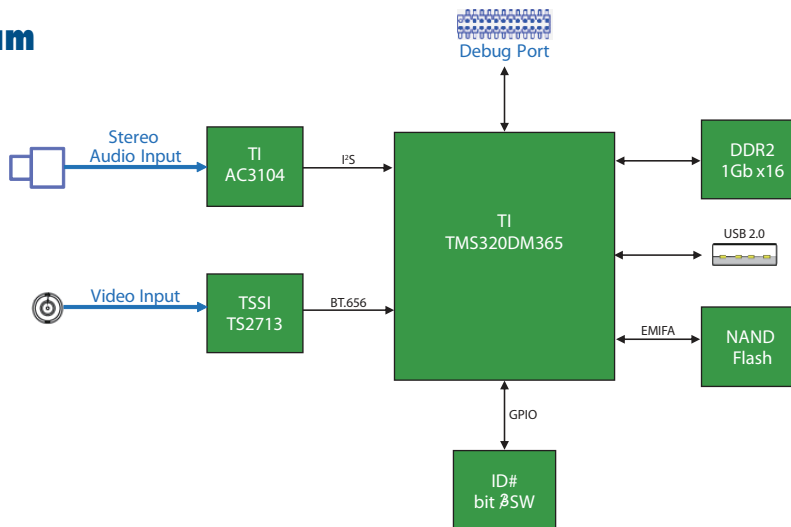 Debug Port
Stereo
Audio Input
TI
AC3104
I²S
TI
TMS320DM365
DDR2
1Gb x16
USB 2.0
Video Input
TSSI
TS2713
BT.656
EMIFA
NAND
Flash
GPIO
ID#
bit SW